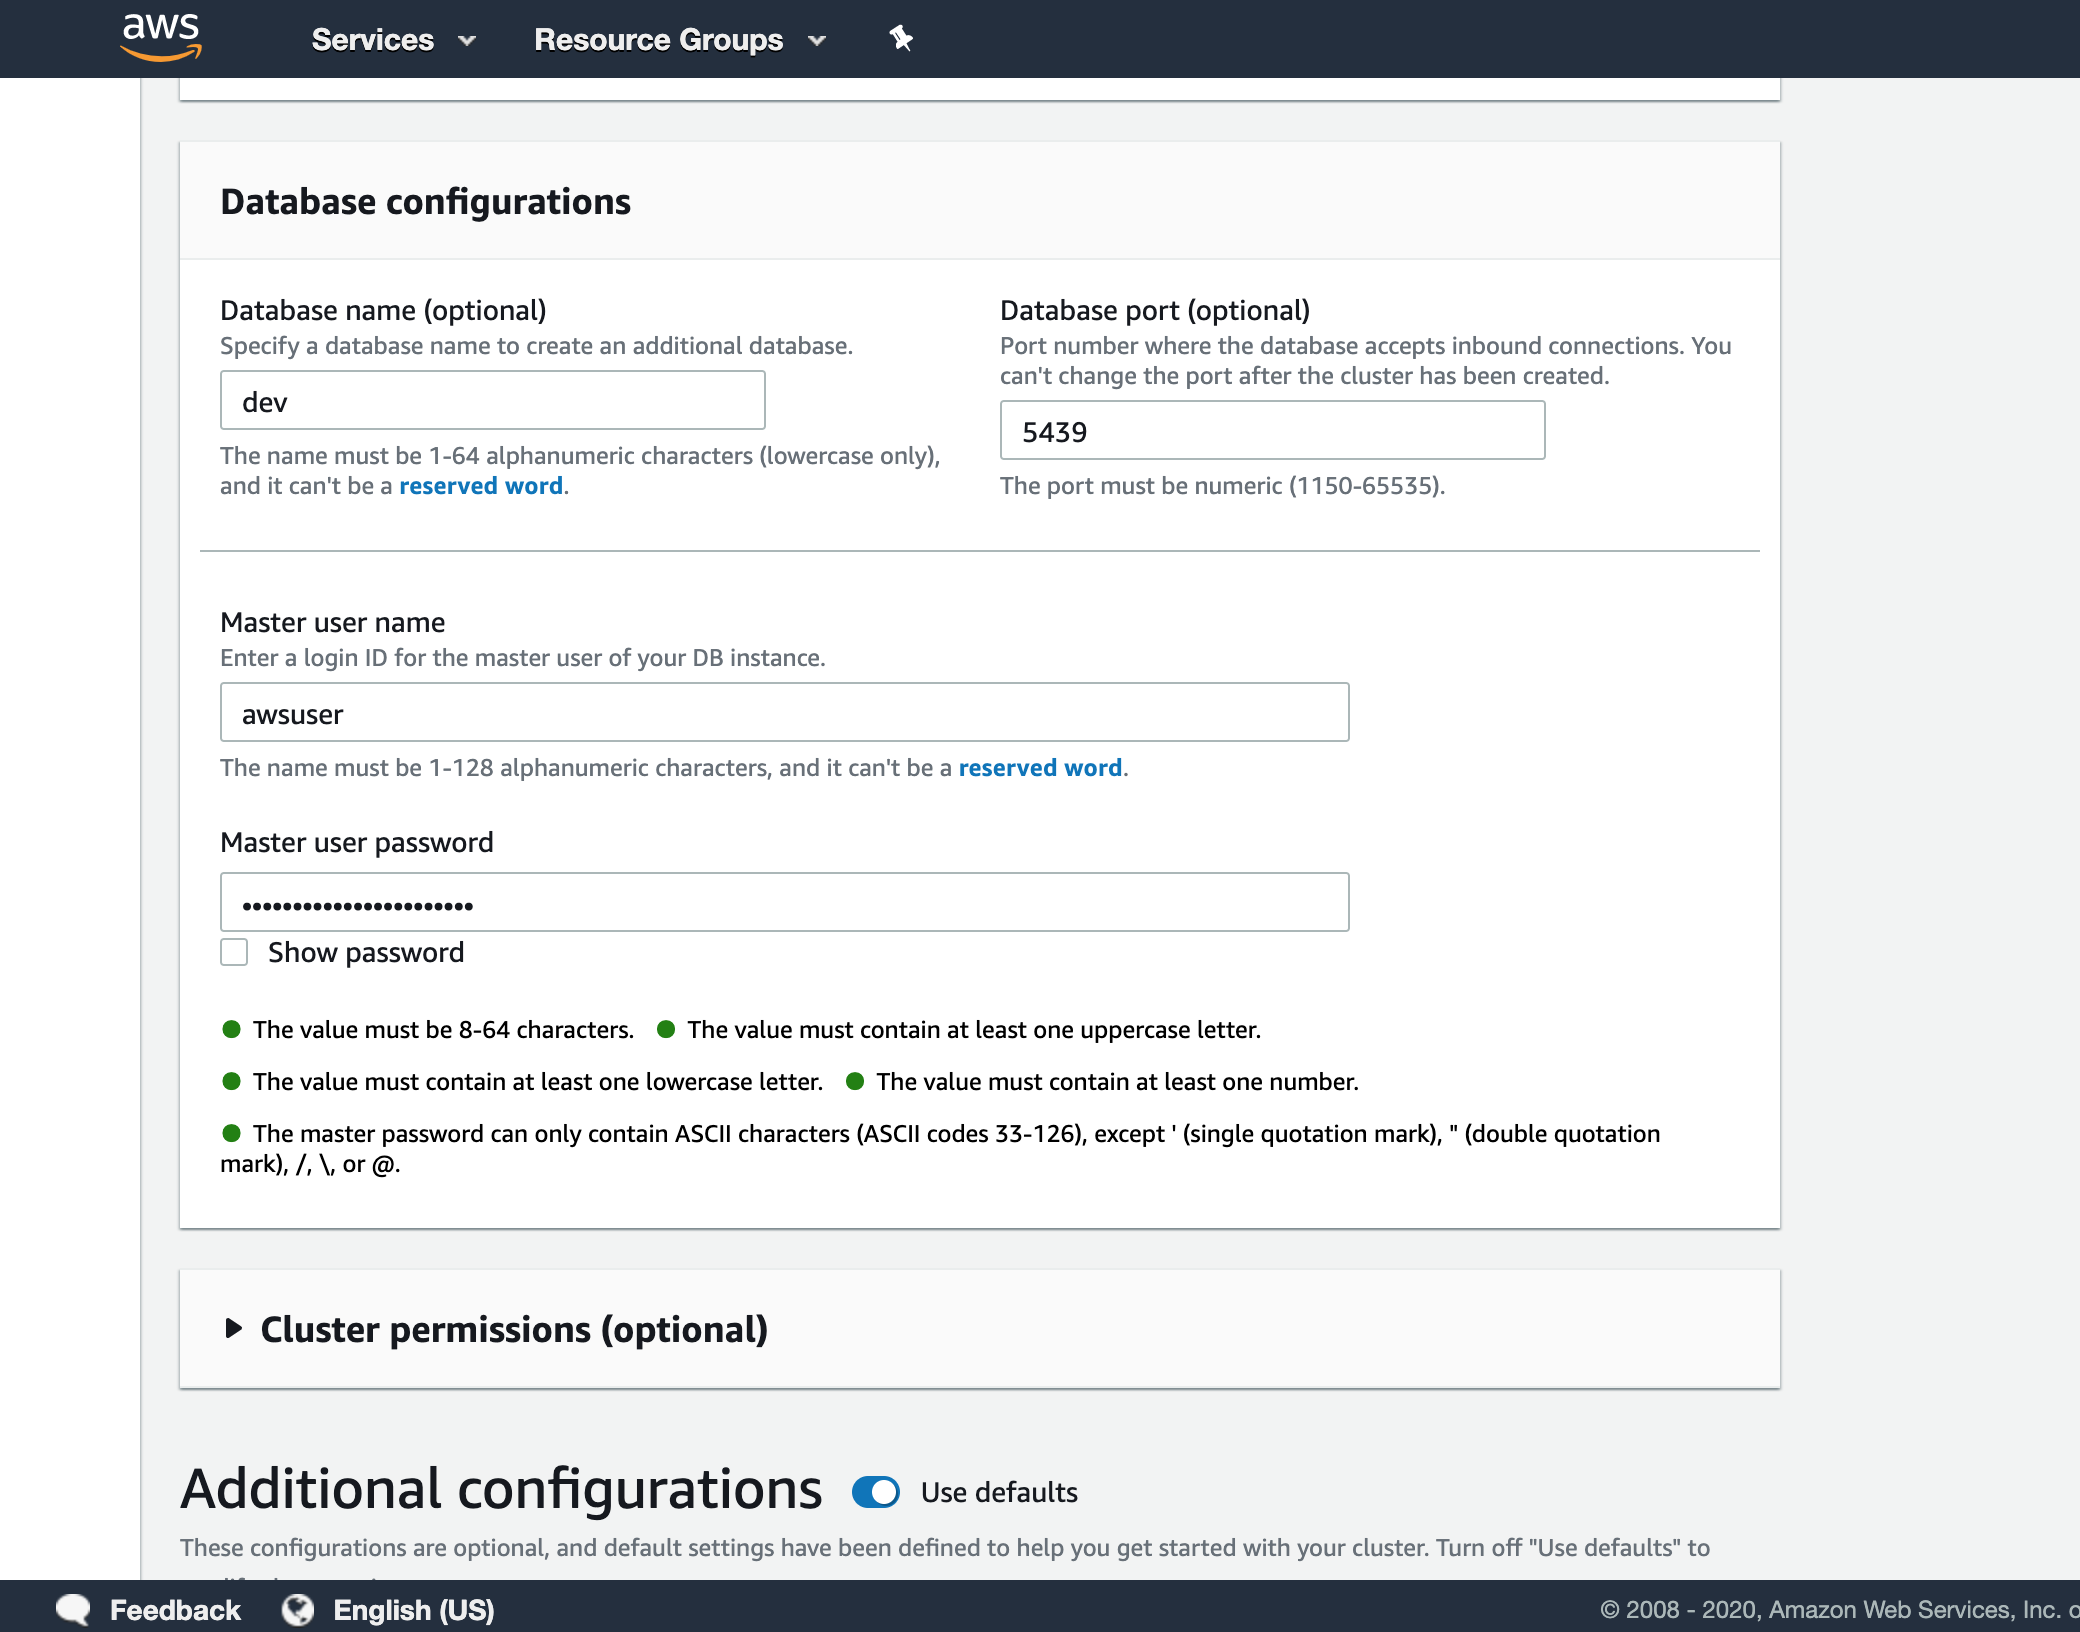 aws
Services
Resource Groups
Database configurations
Database name (optional)
Specify a database name to create an additional database.
dev
The name must be 1-64 alphanumeric characters (lowercase only),
and it can't be a reserved word.
Database port (optional)
Port number where the database accepts inbound connections. You
can't change the port after the cluster has been created.
5439
The port must be numeric (1150-65535).
Master user name
Enter a login ID for the master user of your DB instance.
awsuser
The name must be 1-128 alphanumeric characters, and it can't be a reserved word.
Master user password
•••••••••••••••••••••••
Show password
The value must be 8-64 characters. The value must contain at least one uppercase letter.
The value must contain at least one lowercase letter. The value must contain at least one number.
The master password can only contain ASCII characters (ASCII codes 33-126), except ' (single quotation mark), " (double quotation
mark), /, \, or @.
Cluster permissions (optional)
Additional configurations
Use defaults
These configurations are optional, and default settings have been defined to help you get started with your cluster. Turn off "Use defaults" to
Feedback
English (US)
© 2008 - 2020, Amazon Web Services, Inc. o